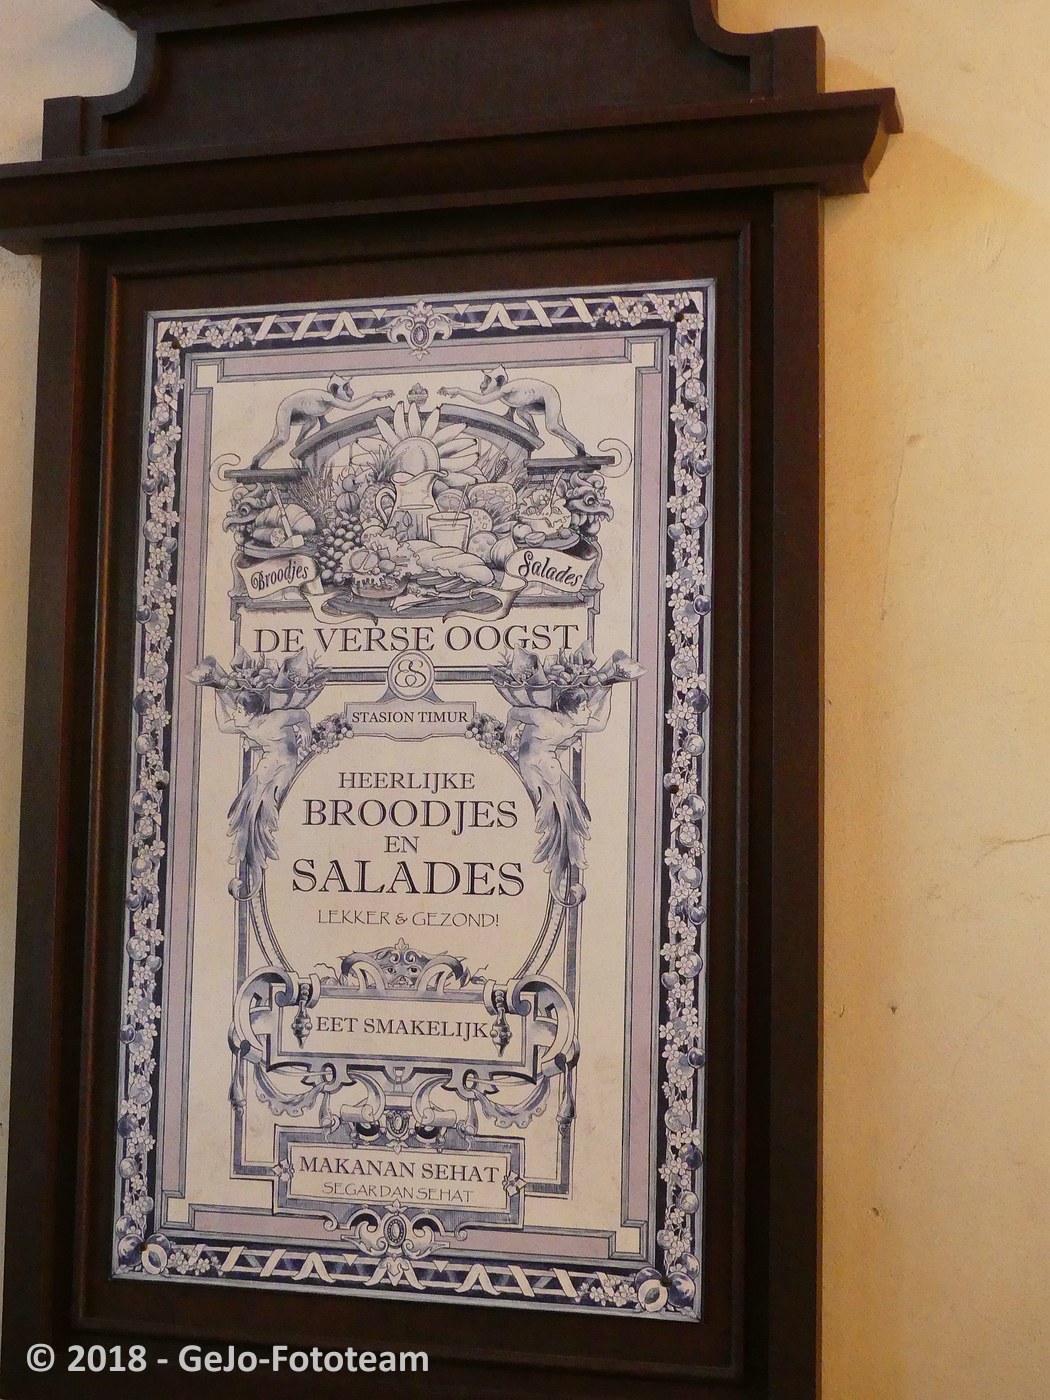 Broodjes
Salades
DE VERSE OOGST
STASION TIMUR
HEERLIJKE
BROODJES
EN
SALADES
LEKKER & GEZOND!
EET SMAKELIJK
MAKANAN SEHAT
SEGAR DAN SEHAT
© 2018 - GeJo-Fototeam